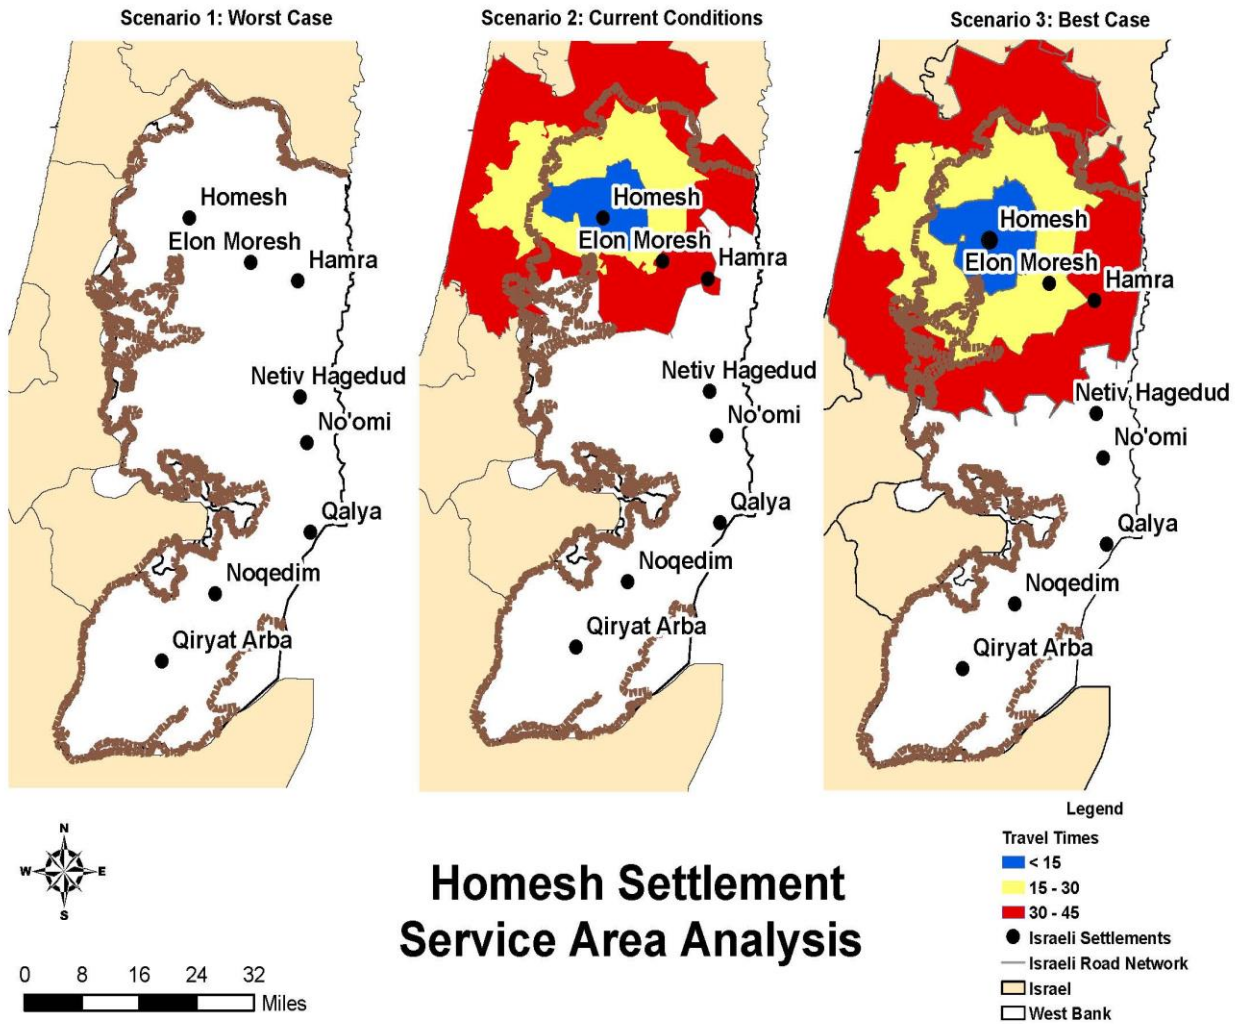 Scenario 1: Worst Case
Scenario 2: Current Conditions
Scenario 3: Best Case
Homesh
Elon Moresh
Hamra
Netiv Hagedud
No'omi
Qalya
Noqedim
Qiryat Arba
Homesh
Elon Moresh
Hamra
Netiv Hagedud
No'omi
Qalya
Noqedim
Qiryat Arba
Homesh
Elon Moresh
Hamra
Netiv Hagedud
No'omi
Qalya
Noqedim
Qiryat Arba
N
W E
S
0 8 16 24 32
Miles
Homesh Settlement
Service Area Analysis
Legend
Travel Times
< 15
15 - 30
30 - 45
Israeli Settlements
Israeli Road Network
Israel
West Bank